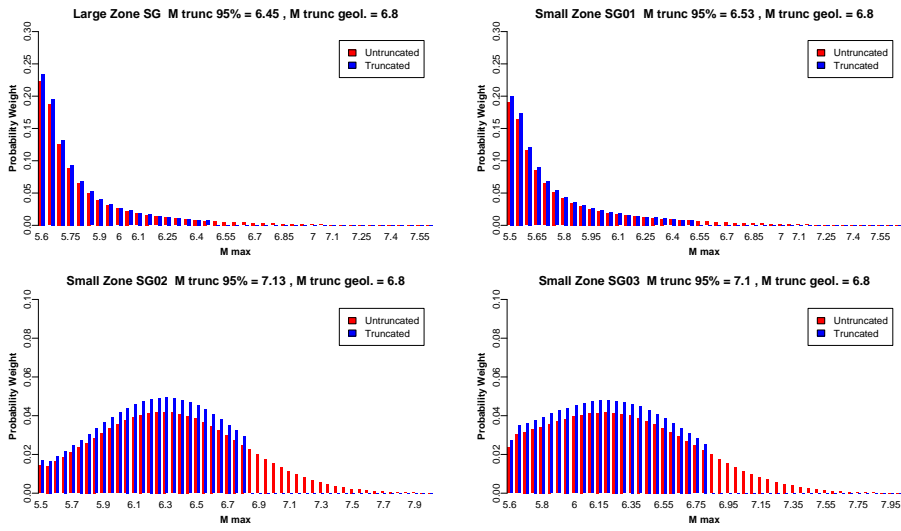 Large Zone SG  M trunc 95% = 6.45 , M trunc geol. = 6.8
Probability Weight
0.00 0.05 0.10 0.15 0.20 0.25 0.30
Untruncated
Truncated
5.6 5.75 5.9 6 6.1 6.25 6.4 6.55 6.7 6.85 7 7.1 7.25 7.4 7.55
M max
Small Zone SG01  M trunc 95% = 6.53 , M trunc geol. = 6.8
Probability Weight
0.00 0.05 0.10 0.15 0.20 0.25 0.30
Untruncated
Truncated
5.5 5.65 5.8 5.95 6.1 6.25 6.4 6.55 6.7 6.85 7 7.1 7.25 7.4 7.55
M max
Small Zone SG02  M trunc 95% = 7.13 , M trunc geol. = 6.8
Probability Weight
0.00 0.02 0.04 0.06 0.08 0.10
Untruncated
Truncated
5.5 5.7 5.9 6.1 6.3 6.5 6.7 6.9 7.1 7.3 7.5 7.7 7.9
M max
Small Zone SG03  M trunc 95% = 7.1 , M trunc geol. = 6.8
Probability Weight
0.00 0.02 0.04 0.06 0.08 0.10
Untruncated
Truncated
5.6 5.8 6 6.15 6.35 6.55 6.75 6.95 7.15 7.35 7.55 7.75 7.95
M max